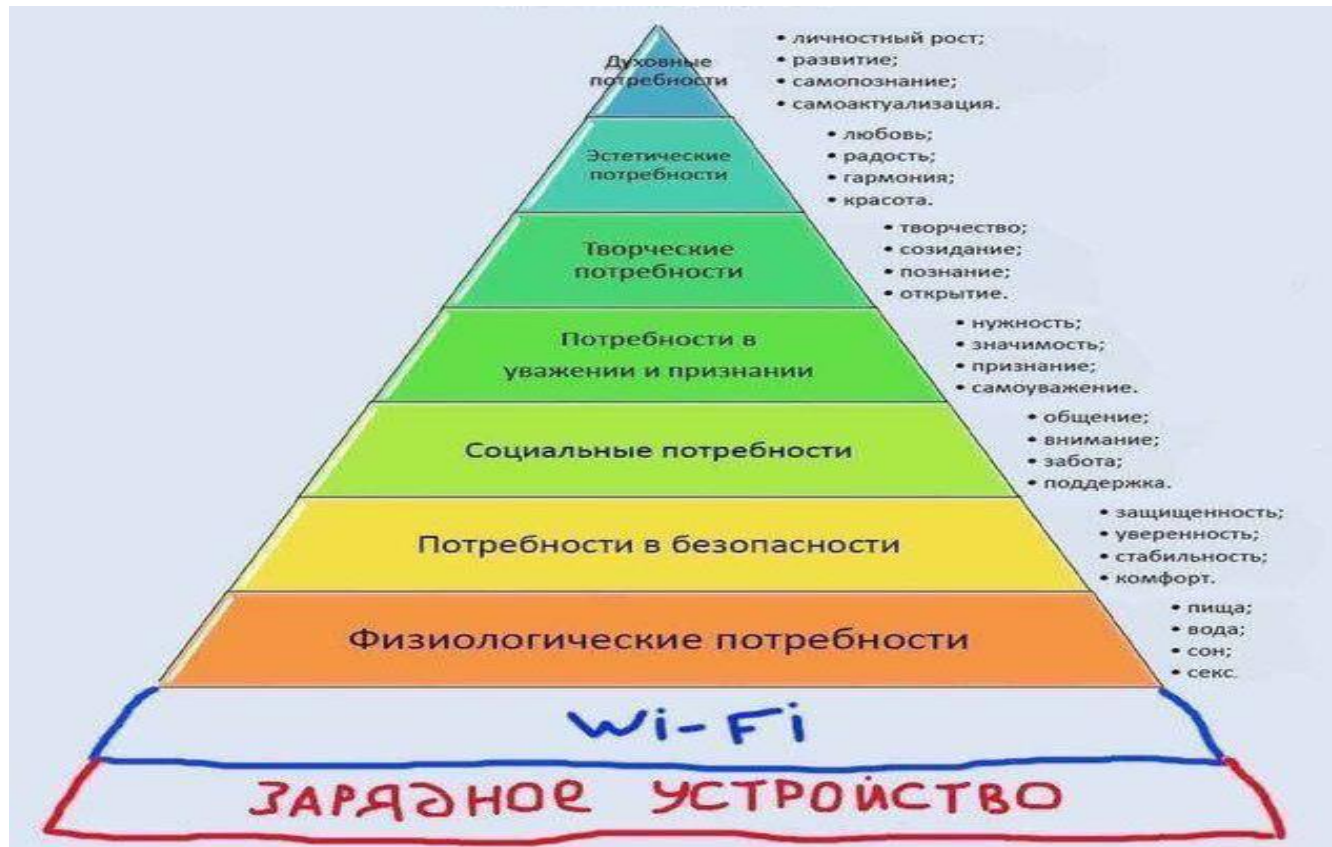 Духовные
потребности
• личностный рост;
• развитие;
• самопознание;
• самоактуализация.
Эстетические
потребности
• любовь;
• радость;
• гармония;
• красота.
Творческие
потребности
• творчество;
• созидание;
• познание;
• открытие.
Потребности в
уважении и признании
• нужность;
• значимость;
• признание;
• самоуважение.
Социальные потребности
• общение;
• внимание;
• забота;
• поддержка.
Потребности в безопасности
• защищенность;
• уверенность;
• стабильность;
• комфорт.
Физиологические потребности
• пища;
• вода;
• сон;
• секс.
Wi-Fi
ЗАРЯДНОЕ УСТРОЙСТВО